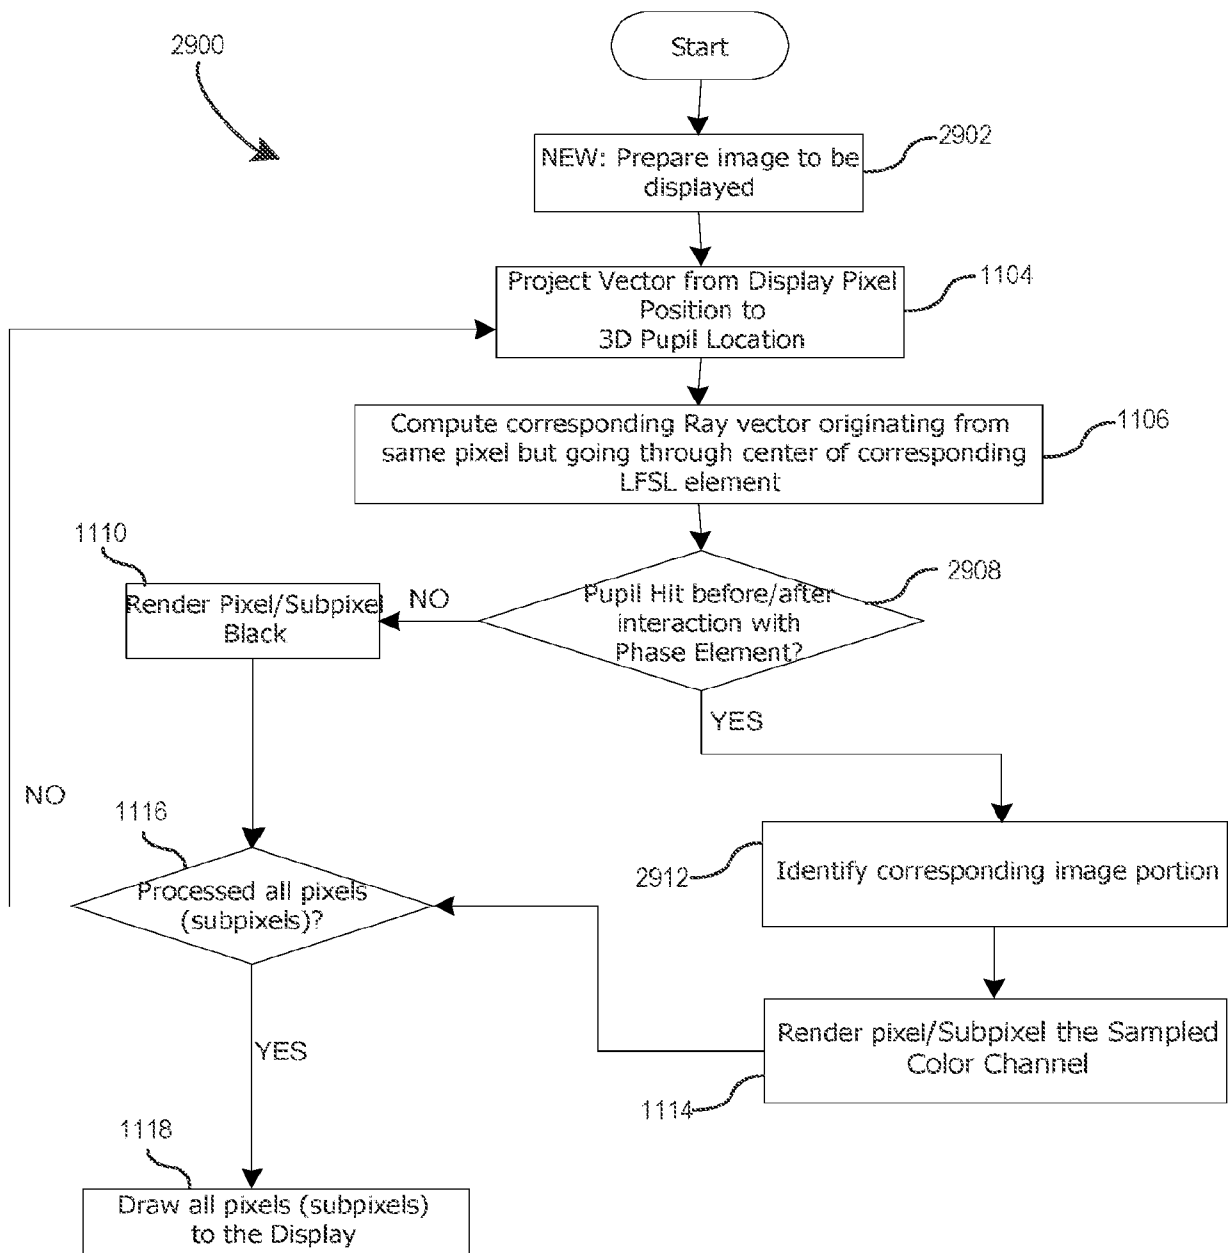 2900
Start
2902
NEW: Prepare image to be
displayed
1104
Project Vector from Display Pixel
Position to
3D Pupil Location
1106
Compute corresponding Ray vector originating from
same pixel but going through center of corresponding
LFSL element
1110
2908
Render Pixel/Subpixel
Black
NO
Pupil Hit before/after
interaction with
Phase Element?
YES
NO
1116
2912
Identify corresponding image portion
Processed all pixels
(subpixels)?
Render pixel/Subpixel the Sampled
Color Channel
YES
1114
1118
Draw all pixels (subpixels)
to the Display